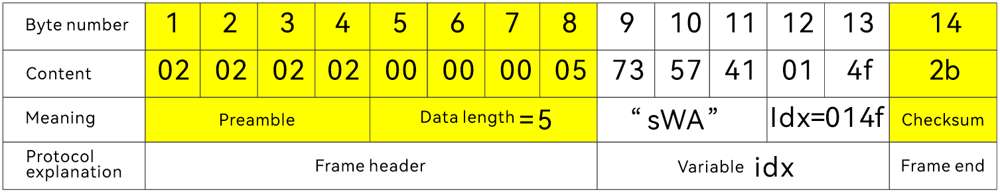 Byte number 1 2 3 4 5 6 7 8 9 10 11 12 13 14
Content 02 02 02 02 00 00 00 05 73 57 41 01 4f 2b
Meaning Preamble Data length = 5 “sWA” Idx=014f Checksum
Protocol explanation Frame header Variable idx Frame end